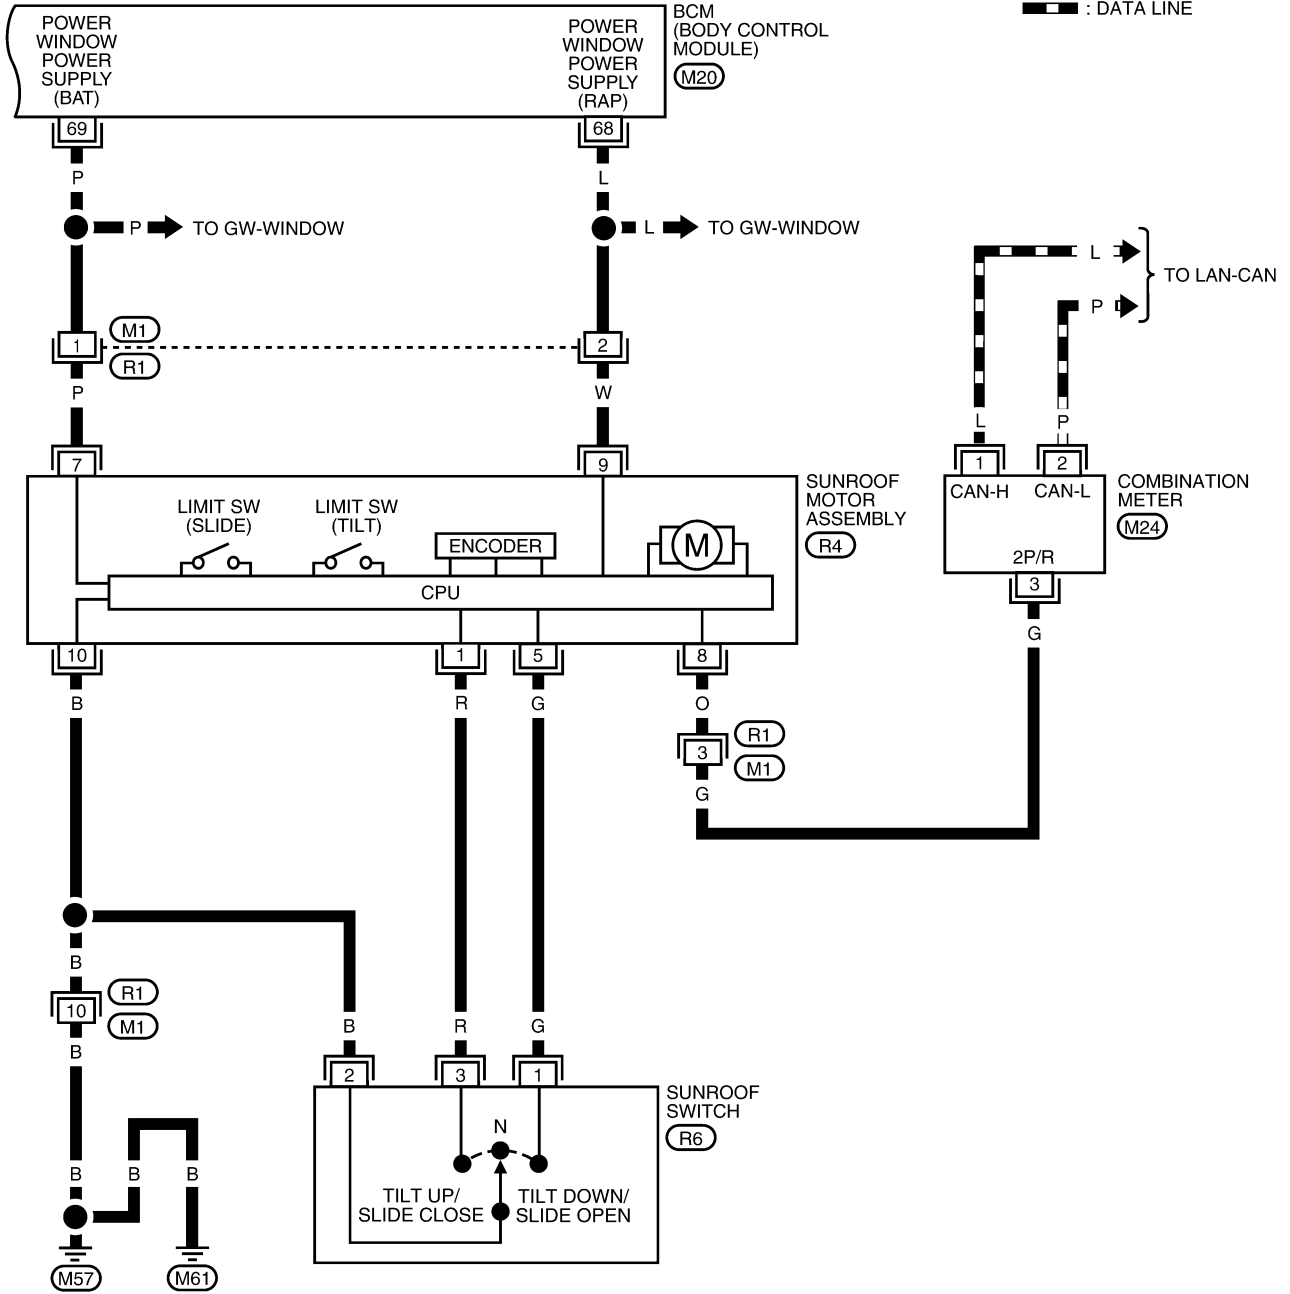 : DATA LINE
POWER
WINDOW
POWER
SUPPLY
(BAT)
POWER
WINDOW
POWER
SUPPLY
(RAP)
BCM
(BODY CONTROL
MODULE)
M20
69
68
P
L
P
TO GW-WINDOW
L
TO GW-WINDOW
L
P
TO LAN-CAN
1
M1
R1
2
P
W
L
P
7
9
1
2
SUNROOF
MOTOR
ASSEMBLY
R4
LIMIT SW
(SLIDE)
LIMIT SW
(TILT)
ENCODER
M
CPU
CAN-H
CAN-L
COMBINATION
METER
M24
2P/R
3
G
10
1
5
8
B
R
G
O
3
R1
M1
G
B
10
R1
M1
B
B
R
G
2
3
1
SUNROOF
SWITCH
R6
N
TILT UP/
SLIDE CLOSE
TILT DOWN/
SLIDE OPEN
B
B
B
M57
M61